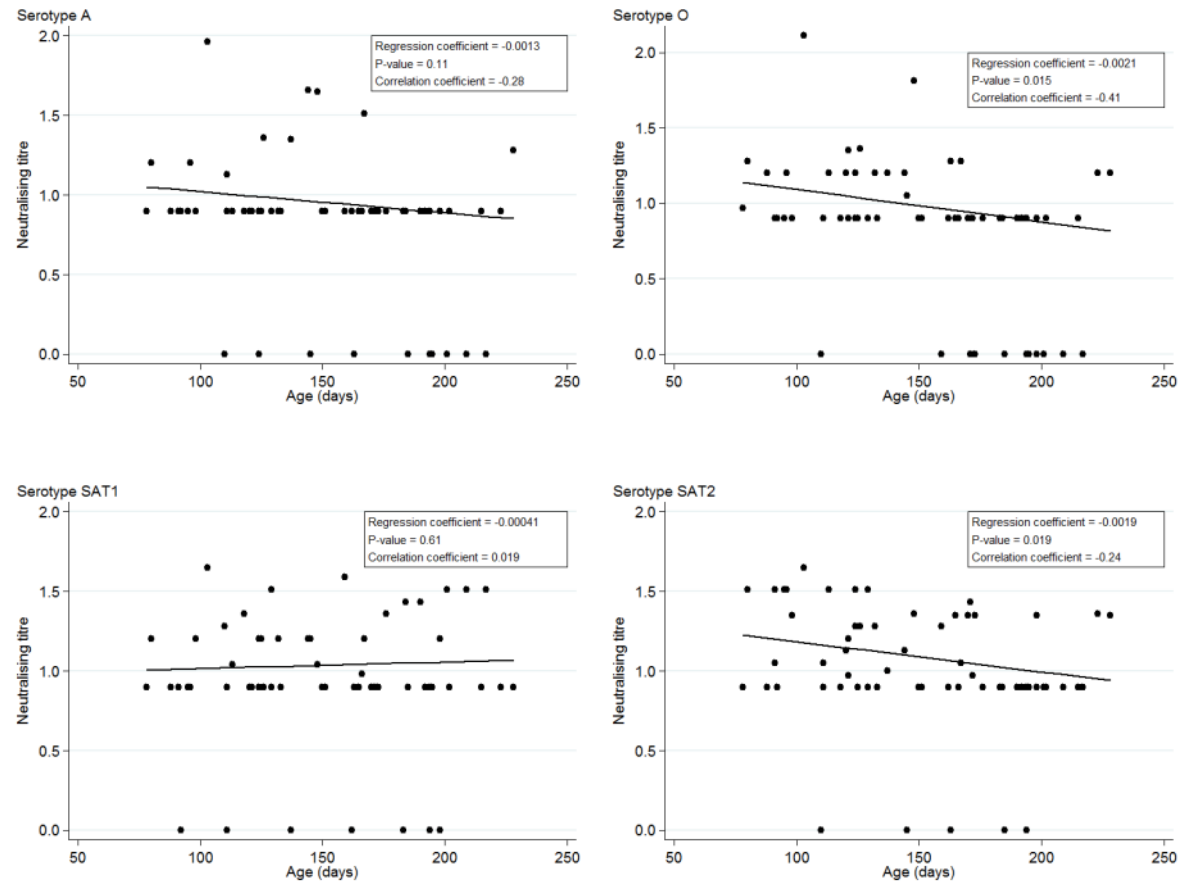 Serotype A
2.0
1.5
1.0
0.5
0.0
Neutralising titre
Regression coefficient = -0.0013
P-value = 0.11
Correlation coefficient = -0.28
50 100 150 200 250
Age (days)
Serotype O
2.0
1.5
1.0
0.5
0.0
Neutralising titre
Regression coefficient = -0.0021
P-value = 0.015
Correlation coefficient = -0.41
50 100 150 200 250
Age (days)
Serotype SAT1
2.0
1.5
1.0
0.5
0.0
Neutralising titre
Regression coefficient = -0.00041
P-value = 0.61
Correlation coefficient = 0.019
50 100 150 200 250
Age (days)
Serotype SAT2
2.0
1.5
1.0
0.5
0.0
Neutralising titre
Regression coefficient = -0.0019
P-value = 0.019
Correlation coefficient = -0.24
50 100 150 200 250
Age (days)